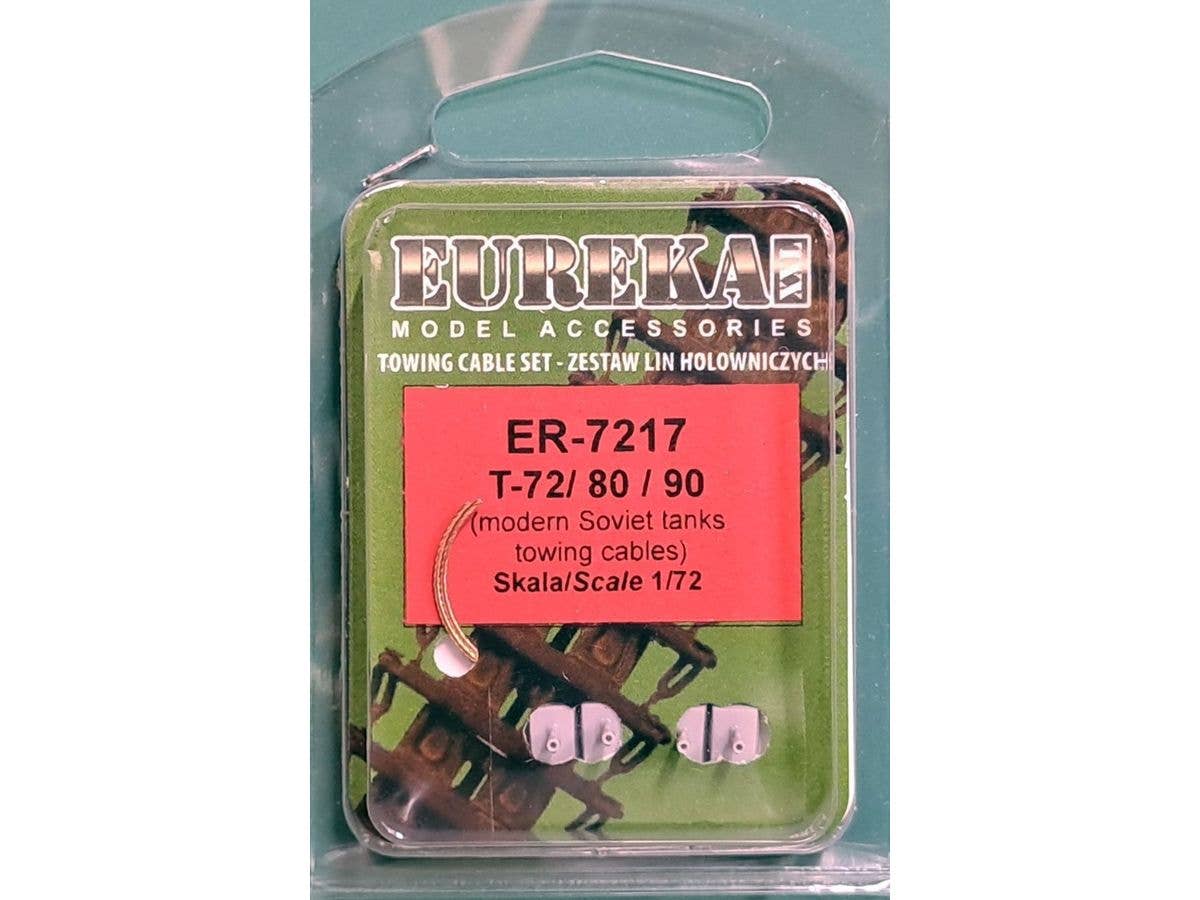 EUREKA XXL
MODEL ACCESSORIES
TOWING CABLE SET - ZESTAW LIN HOLOWNICZYCH
ER-7217
T-72/ 80 / 90
(modern Soviet tanks
towing cables)
Skala/Scale 1/72